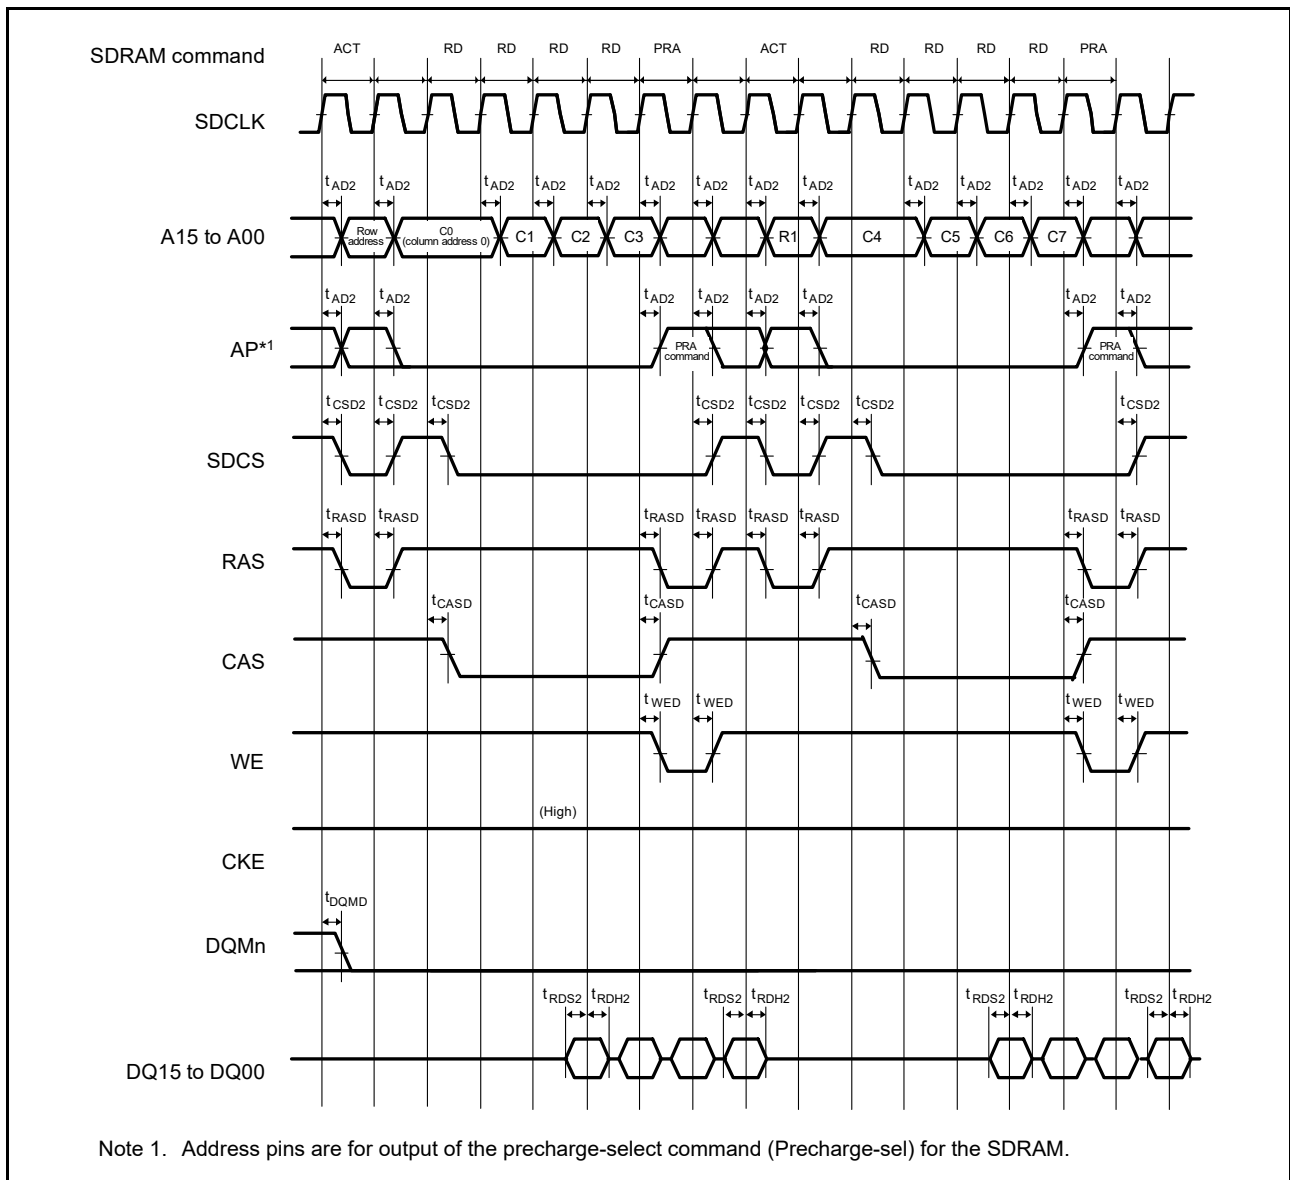 ACT RD RD RD RD PRA ACT RD RD RD RD PRA
SDRAM command
SDCLK
tAD2 tAD2 tAD2 tAD2 tAD2 tAD2 tAD2 tAD2 tAD2 tAD2 tAD2 tAD2 tAD2 tAD2
A15 to A00
Row
address
C0
(column address 0)
C1 C2 C3 R1 C4 C5 C6 C7
tAD2 tAD2 tAD2 tAD2 tAD2 tAD2 tAD2 tAD2
AP*1
PRA
command
PRA
command
tCSD2 tCSD2 tCSD2 tCSD2 tCSD2 tCSD2 tCSD2 tCSD2
SDCS
tRASD tRASD tRASD tRASD tRASD tRASD tRASD tRASD
RAS
tCASD tCASD tCASD tCASD
CAS
tWED tWED tWED tWED
WE
(High)
CKE
tDQMD
DQMn
tRDS2 tRDH2 tRDS2 tRDH2 tRDS2 tRDH2 tRDS2 tRDH2
DQ15 to DQ00
Note 1. Address pins are for output of the precharge-select command (Precharge-sel) for the SDRAM.